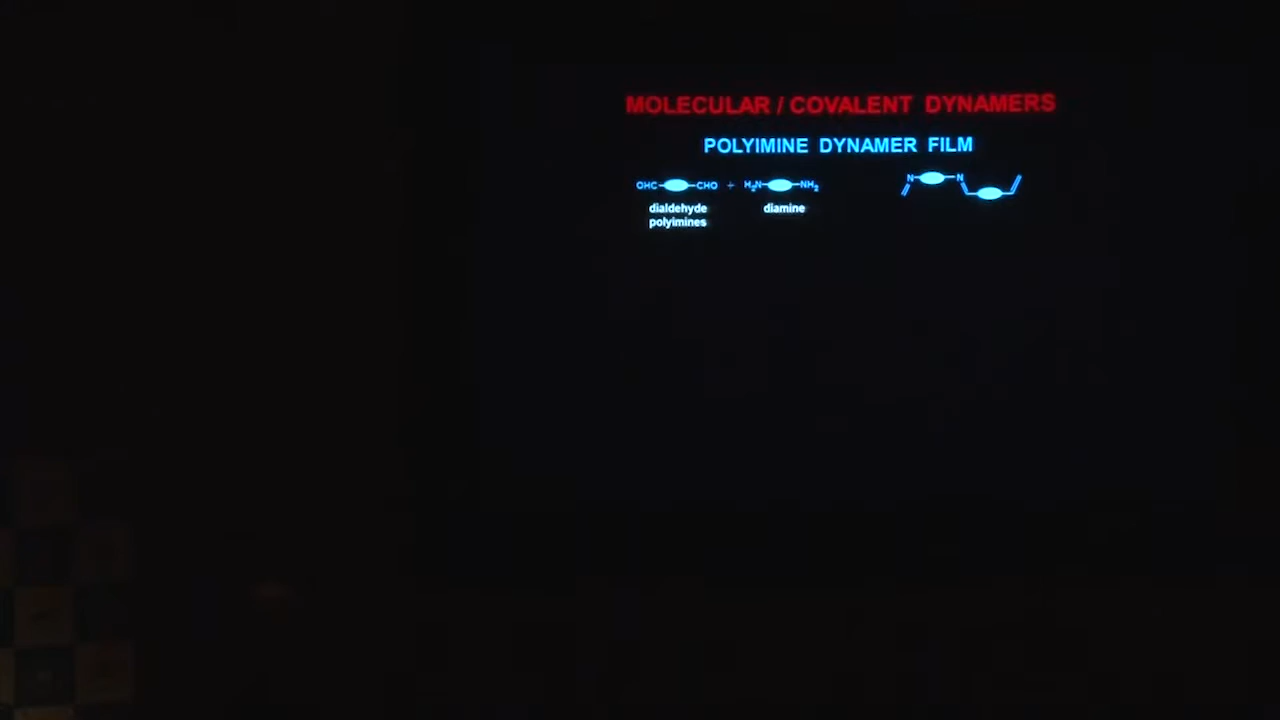 MOLECULAR / COVALENT DYNAMERS
POLYIMINE DYNAMER FILM
OHC CHO + H2N NH2 N N
dialdehyde diamine
polyimines